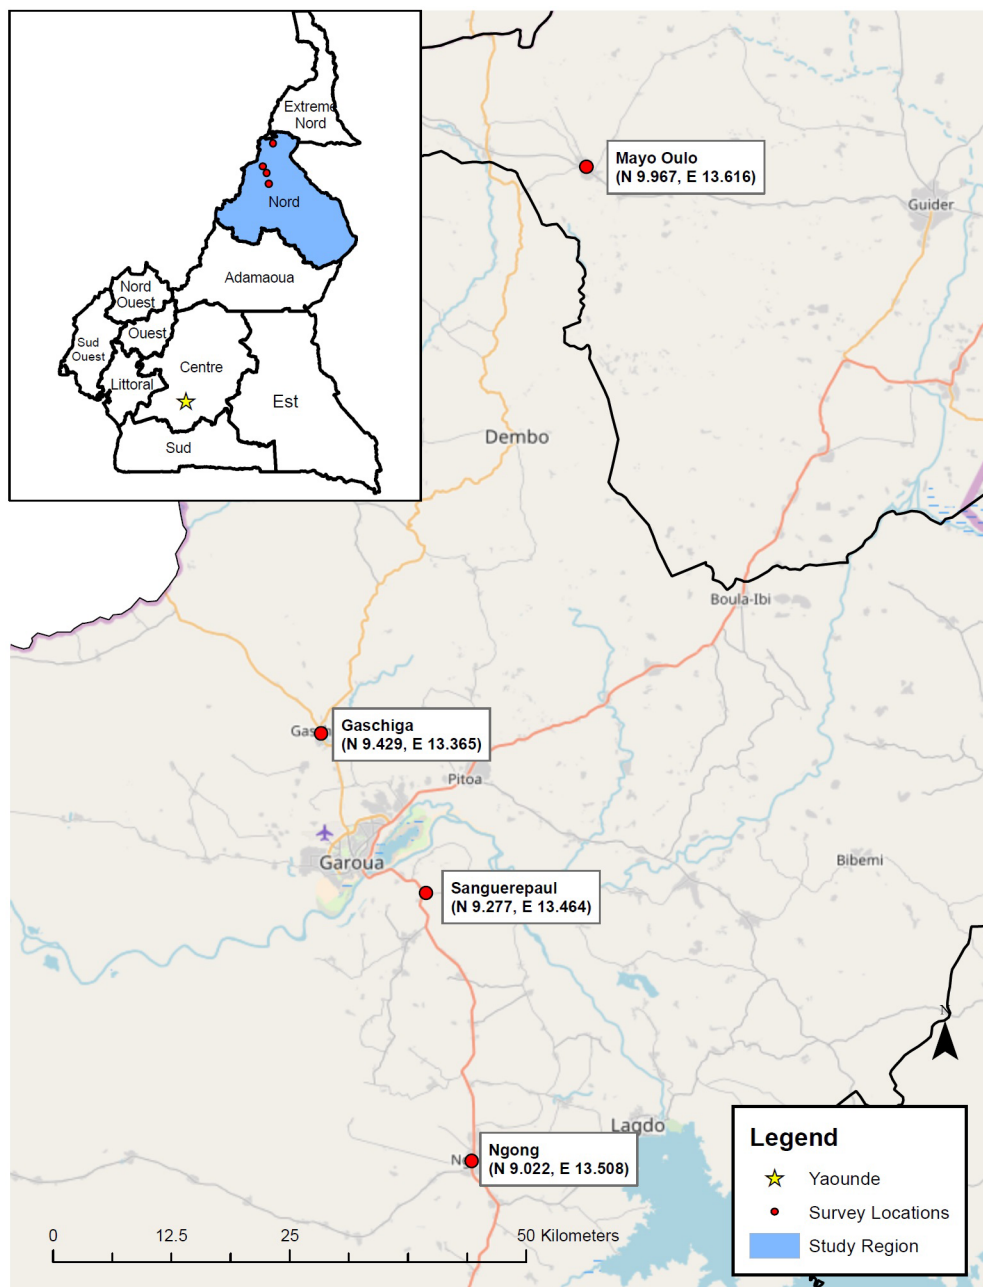 Extreme
Nord
Nord
Adamaoua
Nord
Ouest
Ouest
Sud
Ouest
Littoral
Centre
Est
Sud
Mayo Oulo
(N 9.967, E 13.616)
Guider
Dembo
Boula-Ibi
Gaschiga
(N 9.429, E 13.365)
Pitoa
Garoua
Bibemi
Sanguerepaul
(N 9.277, E 13.464)
N
Lagdo
Ngong
(N 9.022, E 13.508)
Legend
Yaounde
Survey Locations
Study Region
0 12.5 25 50 Kilometers